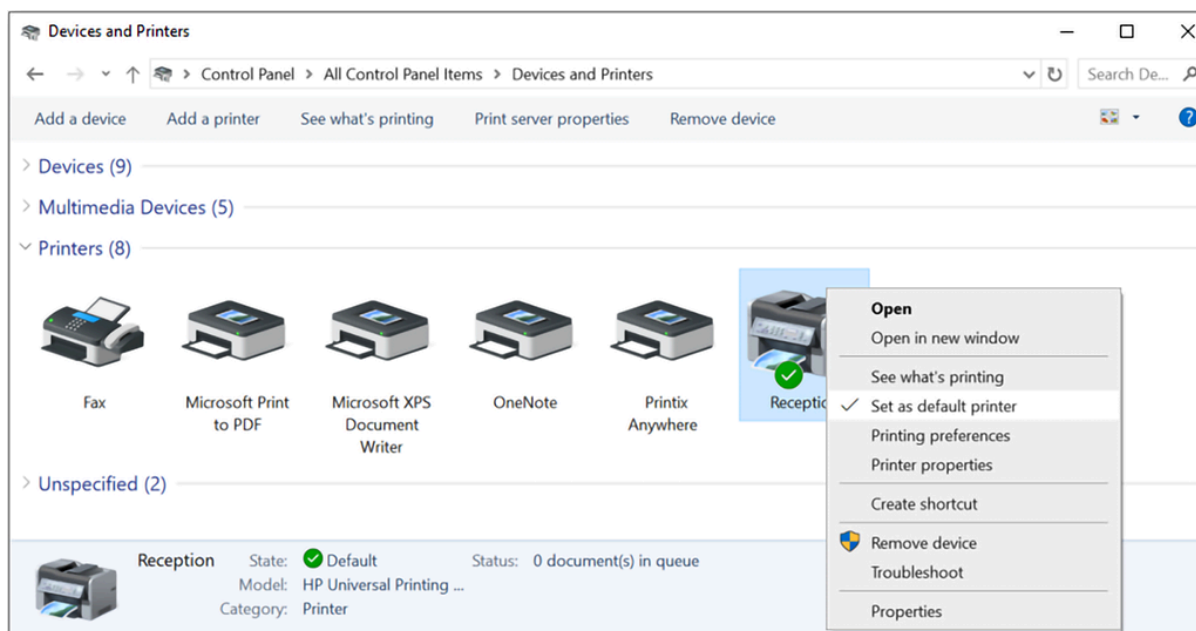 Devices and Printers
Control Panel > All Control Panel Items > Devices and Printers
Search De...
Add a device Add a printer See what's printing Print server properties Remove device
Devices (9)
Multimedia Devices (5)
Printers (8)
Fax
Microsoft Print
to PDF
Microsoft XPS
Document
Writer
OneNote
Printix
Anywhere
Receptic
Open
Open in new window
See what's printing
Set as default printer
Printing preferences
Printer properties
Create shortcut
Remove device
Troubleshoot
Properties
Unspecified (2)
Reception State: Default Status: 0 document(s) in queue
Model: HP Universal Printing ...
Category: Printer